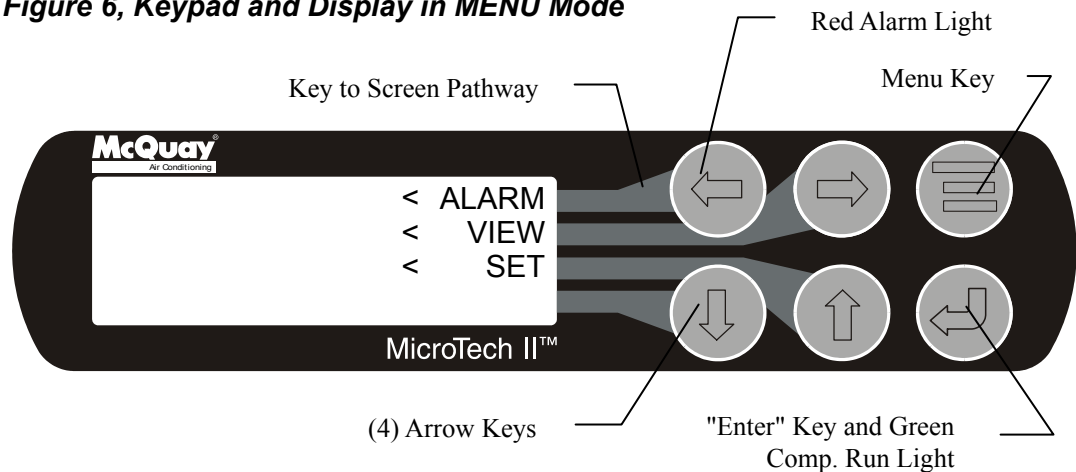 Figure 6, Keypad and Display in MENU Mode
Red Alarm Light
Key to Screen Pathway
Menu Key
McQuay®
Air Conditioning
< ALARM
< VIEW
< SET
MicroTech II™
(4) Arrow Keys
"Enter" Key and Green
Comp. Run Light